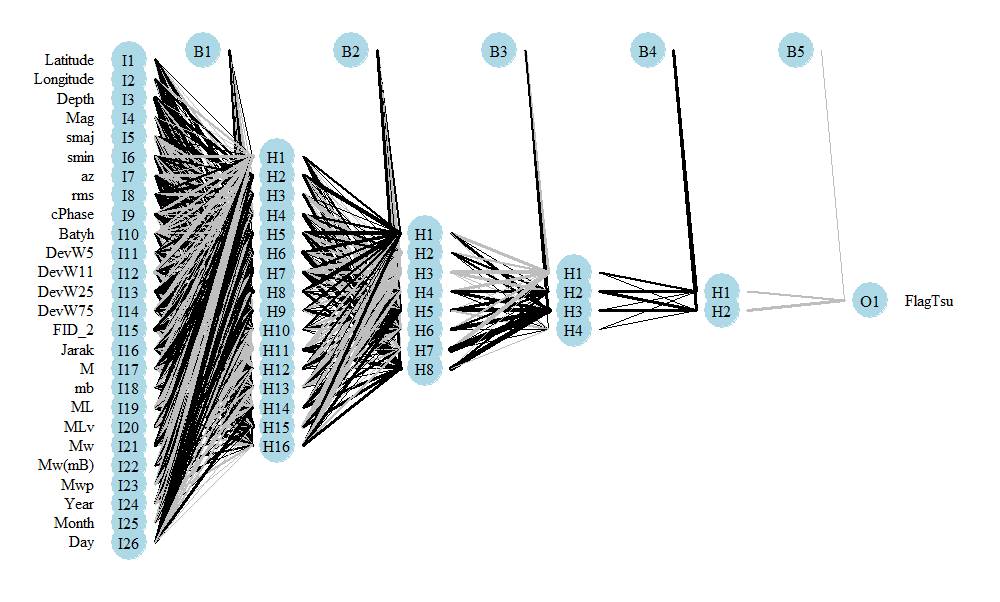 B1 B2 B3 B4 B5
Latitude I1
Longitude I2
Depth I3
Mag I4
smaj I5
smin I6 H1
az I7 H2
rms I8 H3
cPhase I9 H4
Batyh I10 H5 H1
DevW5 I11 H6 H2
DevW11 I12 H7 H3 H1
DevW25 I13 H8 H4 H2 H1
O1 FlagTsu
DevW75 I14 H9 H5 H3 H2
FID_2 I15 H10 H6 H4
Jarak I16 H11 H7
M I17 H12 H8
mb I18 H13
ML I19 H14
MLv I20 H15
Mw I21 H16
Mw(mB) I22
Mwp I23
Year I24
Month I25
Day I26